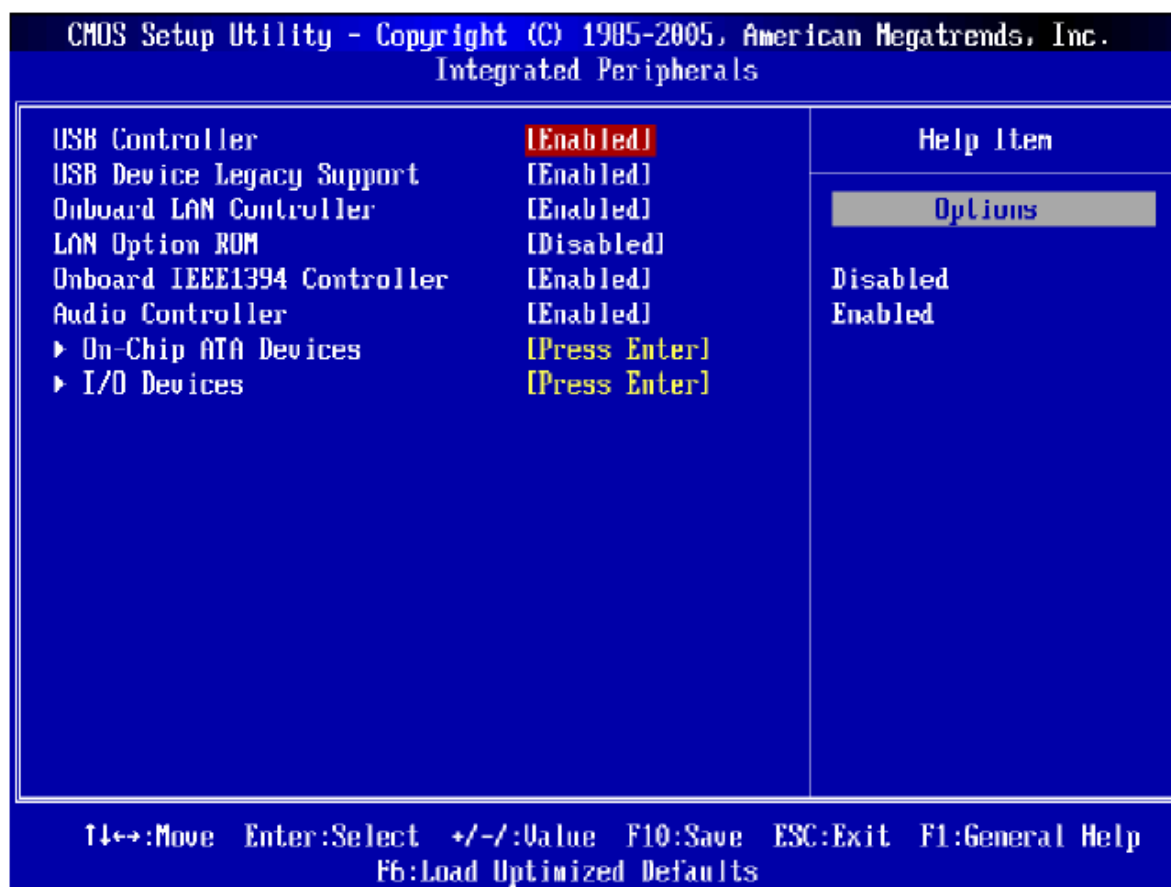 CMOS Setup Utility - Copyright (C) 1985-2005, American Megatrends, Inc.
Integrated Peripherals
USB Controller [Enabled]
USB Device Legacy Support [Enabled]
Onboard LAN Controller [Enabled]
LAN Option ROM [Disabled]
Onboard IEEE1394 Controller [Enabled]
Audio Controller [Enabled]
▶ On-Chip ATA Devices [Press Enter]
▶ I/O Devices [Press Enter]
Help Item
Options
Disabled
Enabled
↑↓←→:Move Enter:Select +/-/:Value F10:Save ESC:Exit F1:General Help
F6:Load Optimized Defaults